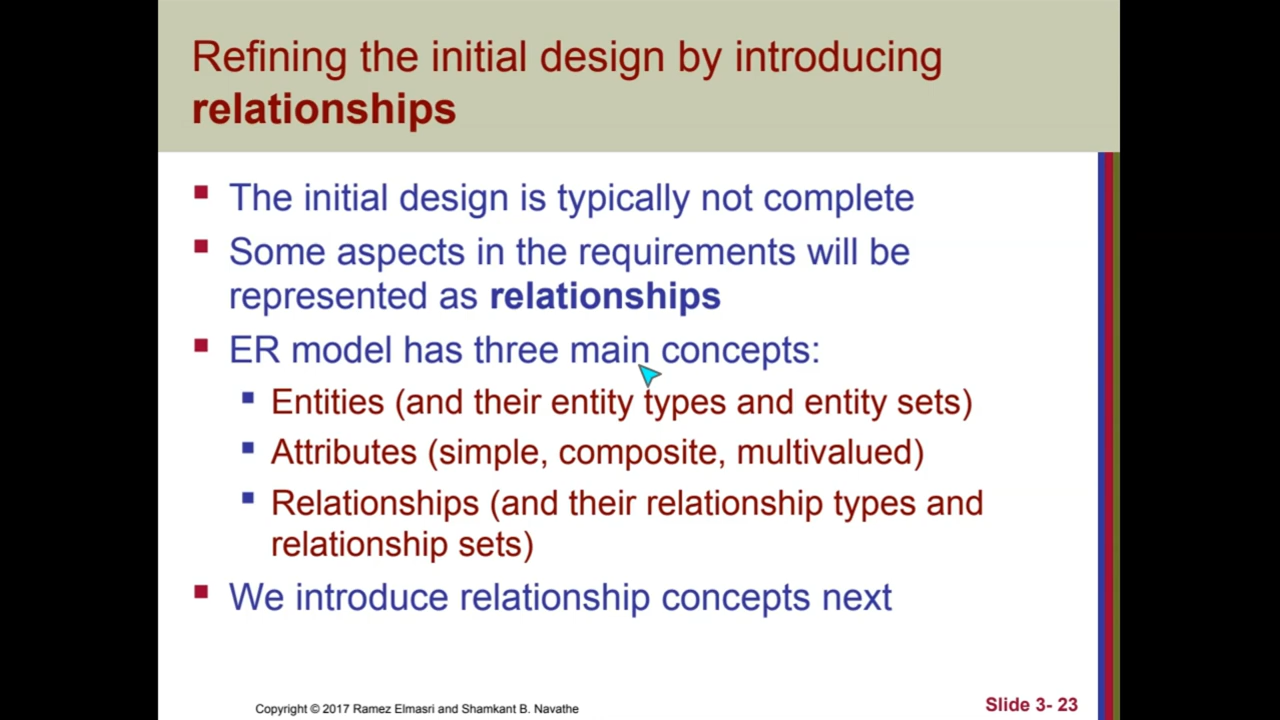 Refining the initial design by introducing
relationships
The initial design is typically not complete
Some aspects in the requirements will be
represented as relationships
ER model has three main concepts:
Entities (and their entity types and entity sets)
Attributes (simple, composite, multivalued)
Relationships (and their relationship types and
relationship sets)
We introduce relationship concepts next
Copyright © 2017 Ramez Elmasri and Shamkant B. Navathe
Slide 3- 23